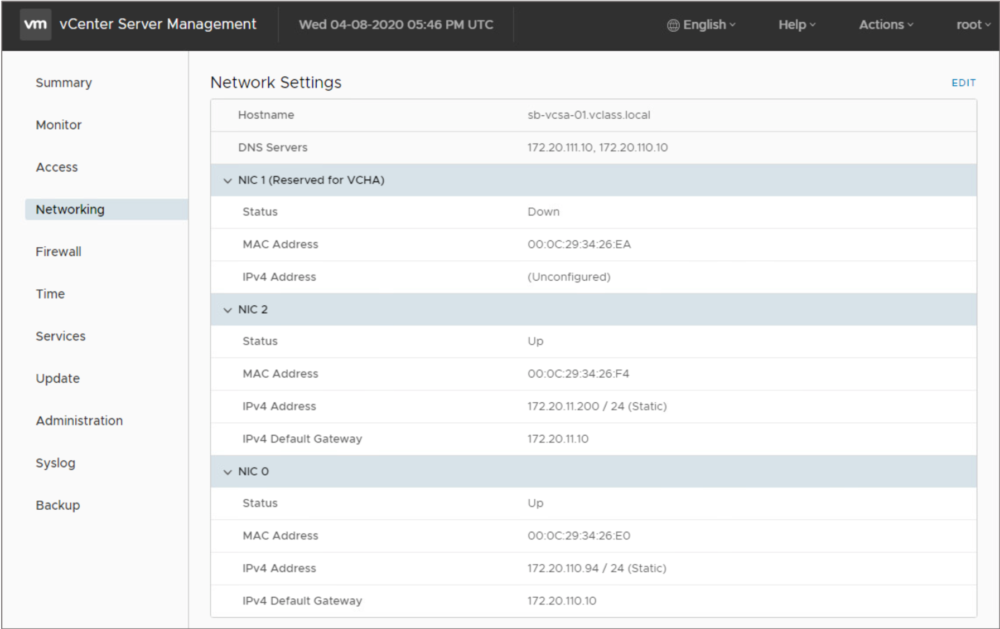 vm vCenter Server Management Wed 04-08-2020 05:46 PM UTC English Help Actions root
Summary
Monitor
Access
Networking
Firewall
Time
Services
Update
Administration
Syslog
Backup
Network Settings EDIT
Hostname sb-vcsa-01.vclass.local
DNS Servers 172.20.111.10, 172.20.110.10
NIC 1 (Reserved for VCHA)
Status Down
MAC Address 00:0C:29:34:26:EA
IPv4 Address (Unconfigured)
NIC 2
Status Up
MAC Address 00:0C:29:34:26:F4
IPv4 Address 172.20.11.200 / 24 (Static)
IPv4 Default Gateway 172.20.11.10
NIC 0
Status Up
MAC Address 00:0C:29:34:26:E0
IPv4 Address 172.20.110.94 / 24 (Static)
IPv4 Default Gateway 172.20.110.10